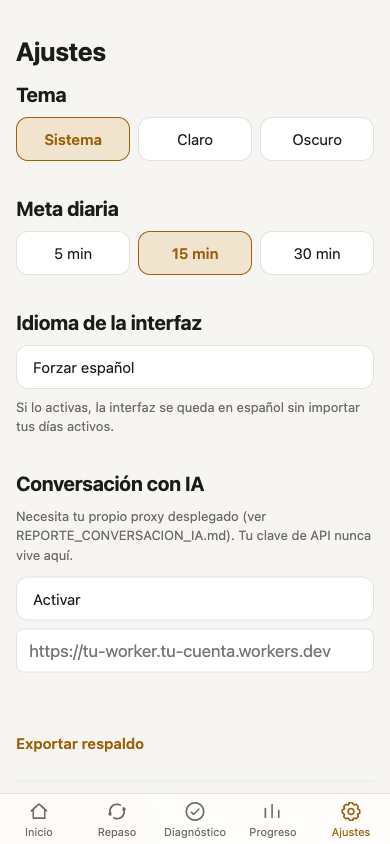 Ajustes
Tema
Sistema
Claro
Oscuro
Meta diaria
5 min
15 min
30 min
Idioma de la interfaz
Forzar español
Si lo activas, la interfaz se queda en español sin importar
tus días activos.
Conversación con IA
Necesita tu propio proxy desplegado (ver
REPORTE_CONVERSACION_IA.md). Tu clave de API nunca
vive aquí.
Activar
https://tu-worker.tu-cuenta.workers.dev
Exportar respaldo
Inicio
Repaso
Diagnóstico
Progreso
Ajustes